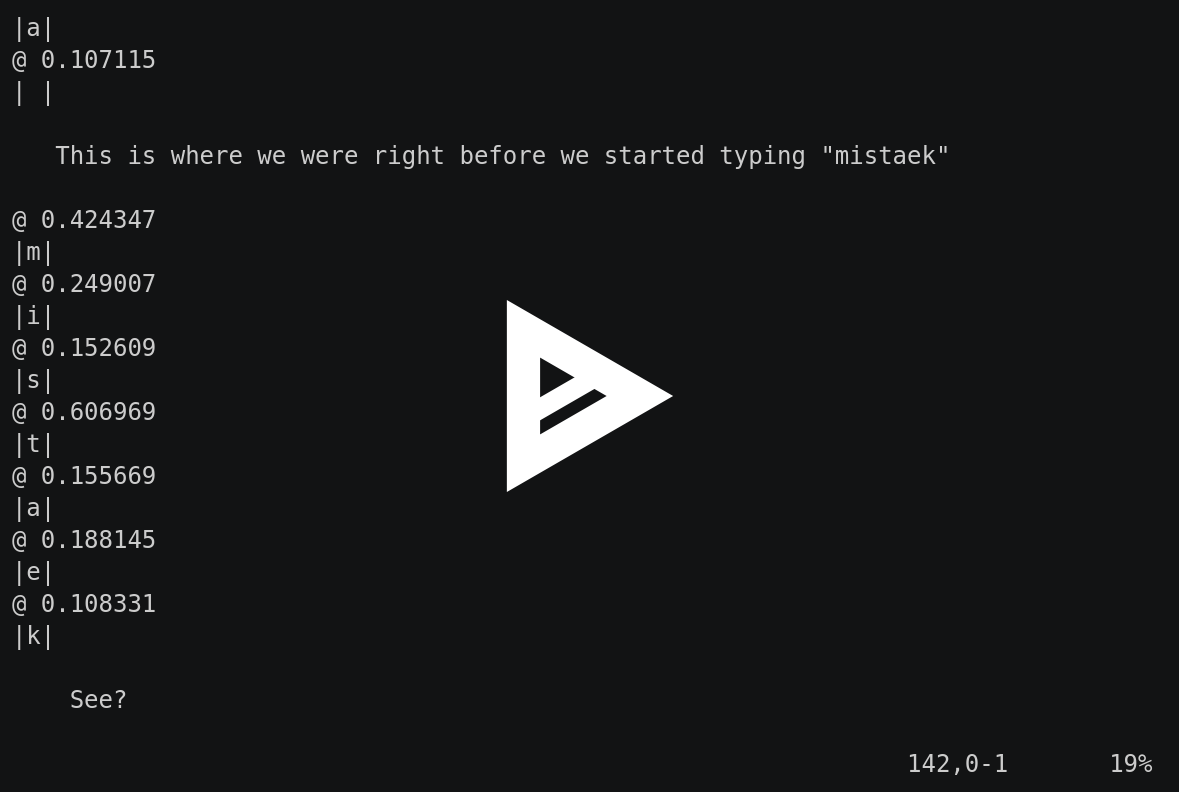 |a|
@ 0.107115
| |
This is where we were right before we started typing "mistaek"
@ 0.424347
|m|
@ 0.249007
|i|
@ 0.152609
|s|
@ 0.606969
|t|
@ 0.155669
|a|
@ 0.188145
|e|
@ 0.108331
|k|
See?
142,0-1 19%